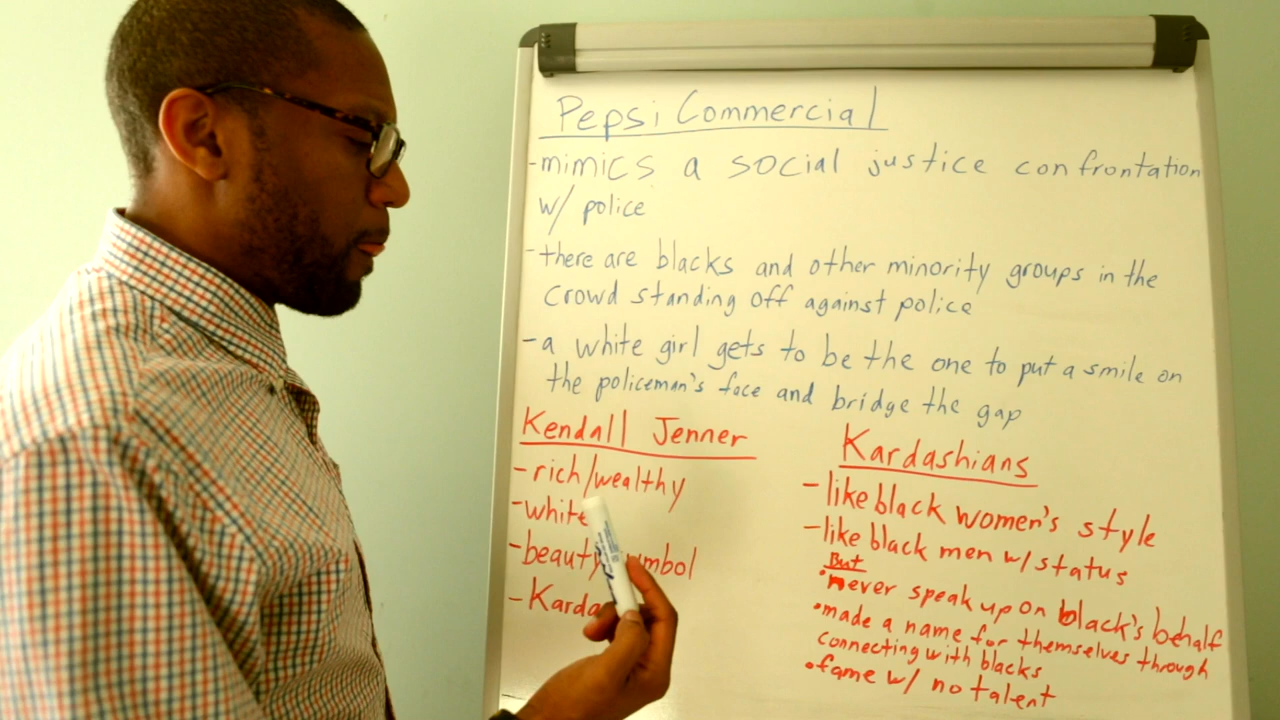 Pepsi Commercial
-mimics a social justice confrontation
w/ police
-there are blacks and other minority groups in the
crowd standing off against police
-a white girl gets to be the one to put a smile on
the policeman's face and bridge the gap
Kendall Jenner
-rich/wealthy
-white
-beauty symbol
-Karda
Kardashians
-like black women's style
-like black men w/ status
But
•never speak up on black's behalf
•made a name for themselves through
connecting with blacks
•fame w/ no talent